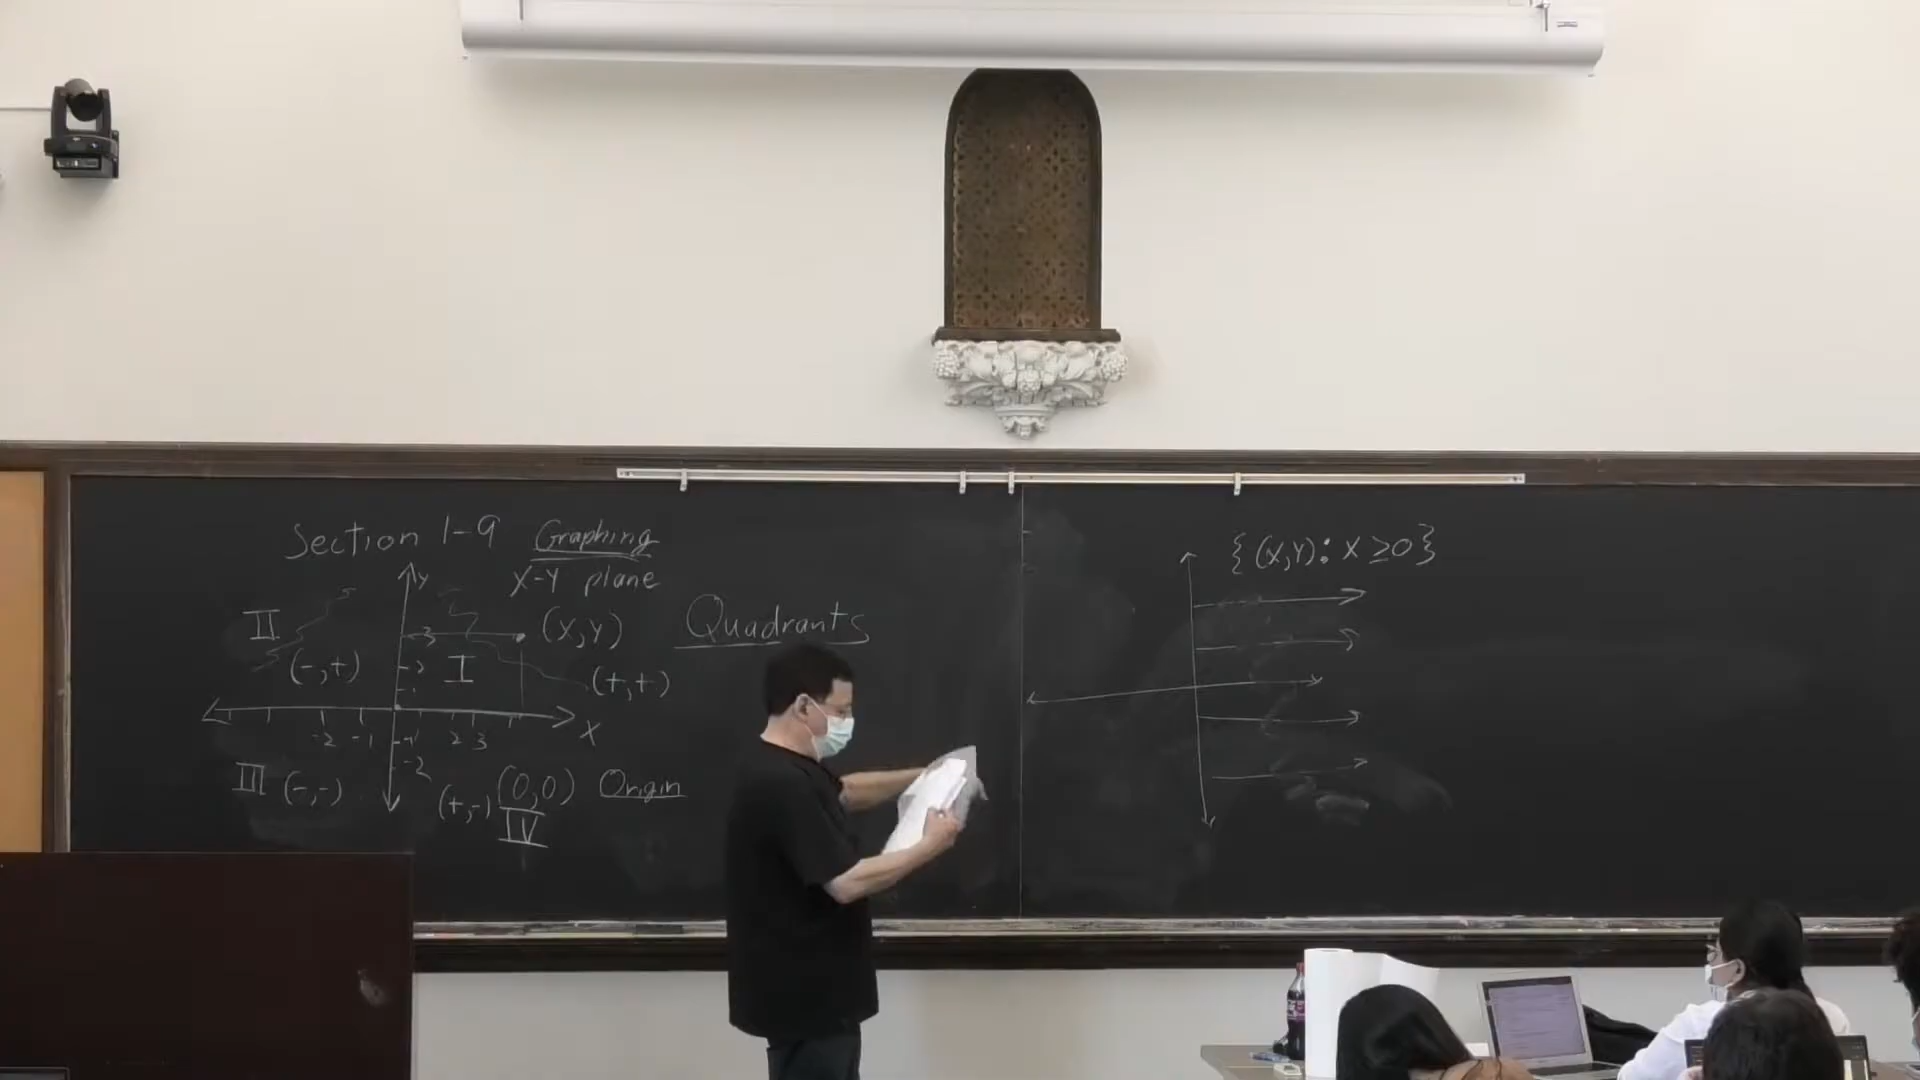 Section 1-9 Graphing
X-Y plane
Y
II
(X,Y)
Quadrants
(-,+)
I
(+,+)
-2 -1 2 3
X
-1
-2
III (-,-)
(+,-) (0,0) Origin
IV
{(X,Y): X ≥ 0}